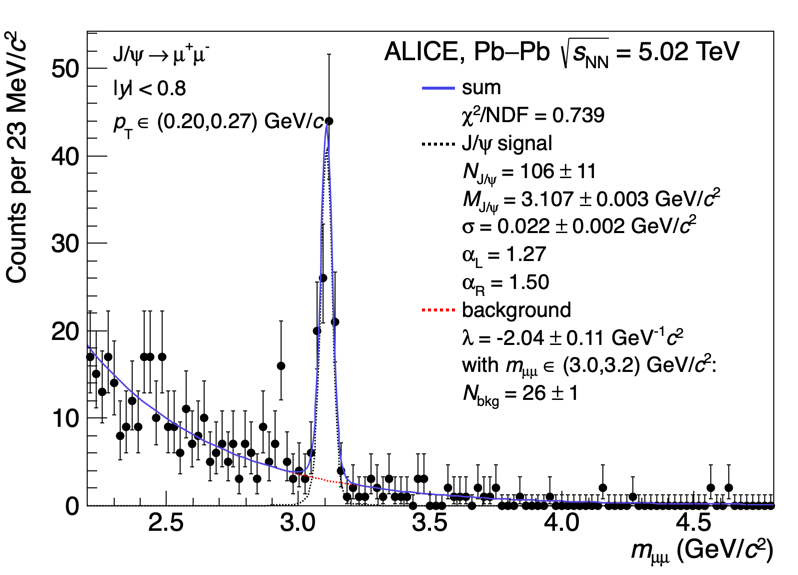 J/ψ → μ⁺μ⁻
|y| < 0.8
p_T ∈ (0.20,0.27) GeV/c
ALICE, Pb–Pb √s_NN = 5.02 TeV
sum
χ²/NDF = 0.739
J/ψ signal
N_J/ψ = 106 ± 11
M_J/ψ = 3.107 ± 0.003 GeV/c²
σ = 0.022 ± 0.002 GeV/c²
α_L = 1.27
α_R = 1.50
background
λ = -2.04 ± 0.11 GeV⁻¹c²
with m_μμ ∈ (3.0,3.2) GeV/c²:
N_bkg = 26 ± 1
Counts per 23 MeV/c²
50
40
30
20
10
0
2.5 3.0 3.5 4.0 4.5
m_μμ (GeV/c²)